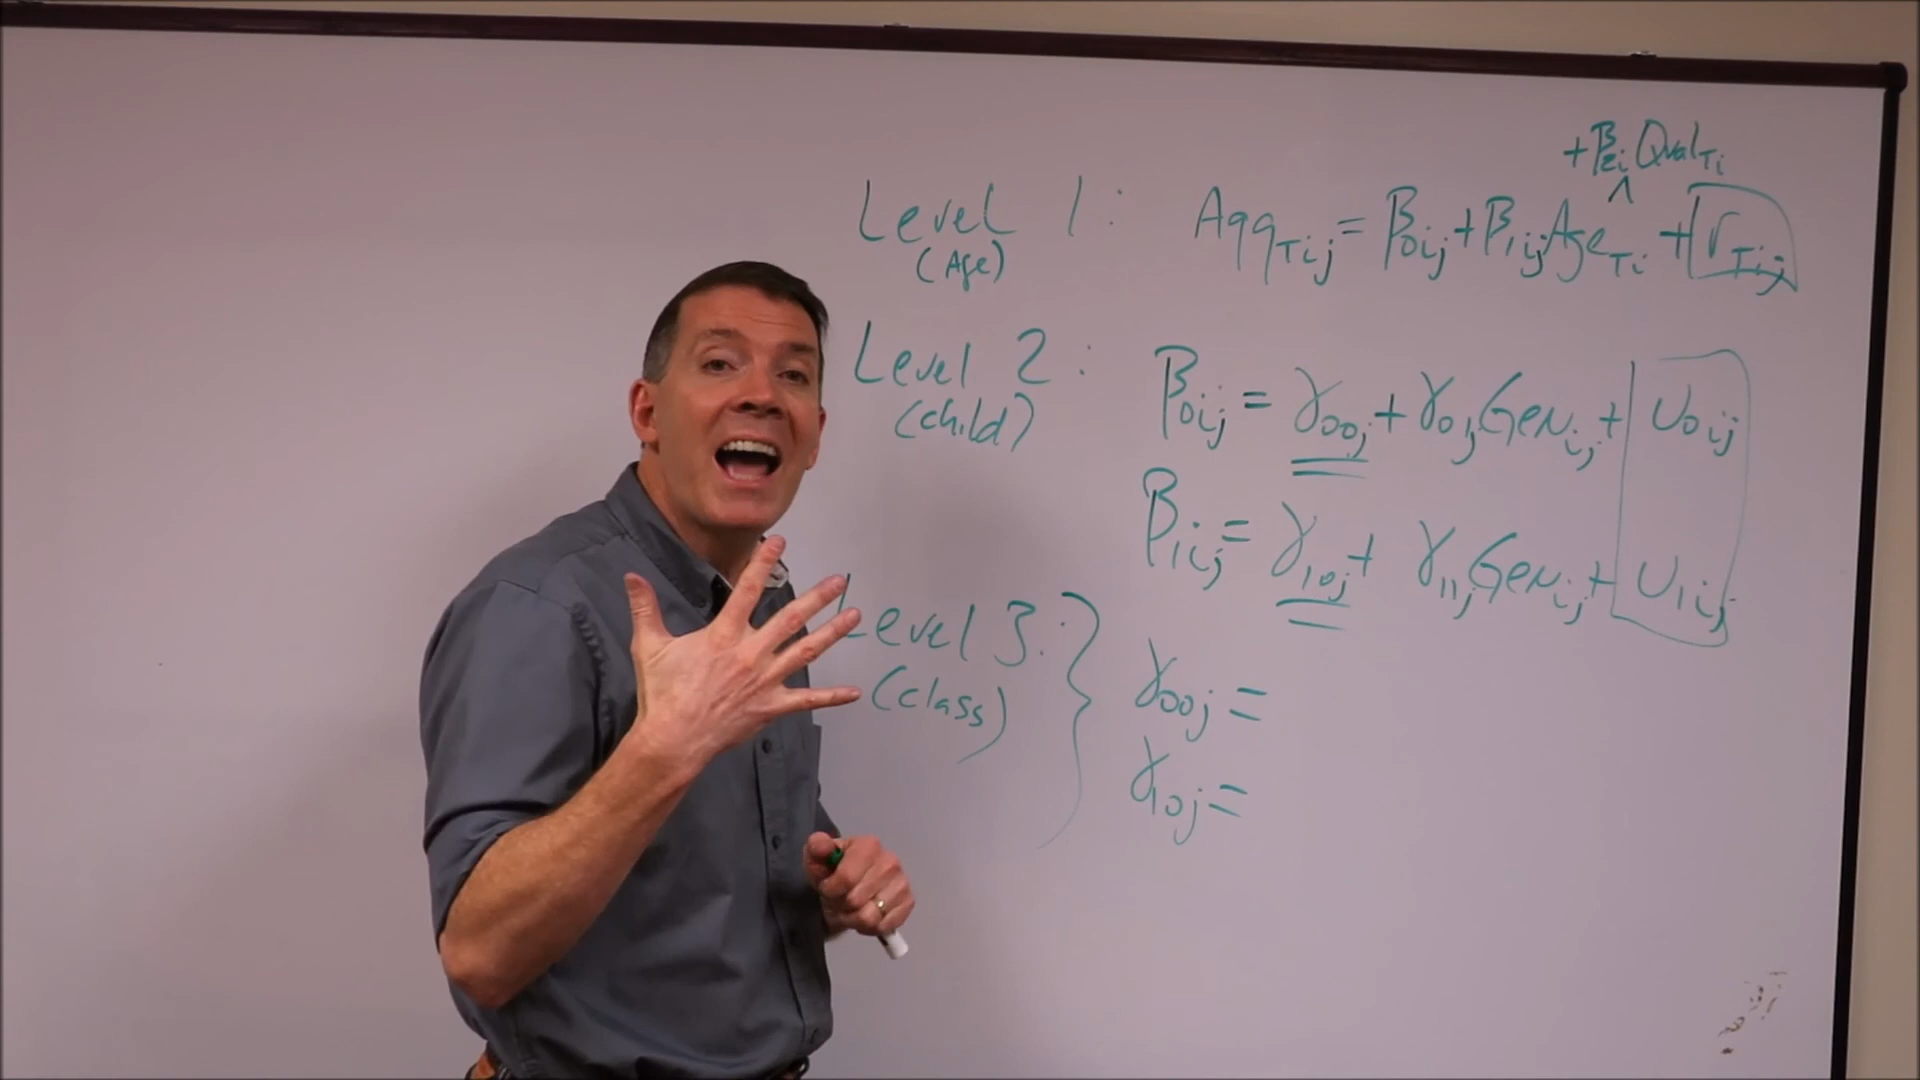 +β2i QualTi
Level 1: AggTij = β0ij + β1ij AgeTi ^ + rTij
(Age)
Level 2: β0ij = γ00j + γ01j Genij + U0ij
(child)
β1ij = γ10j + γ11j Genij + U1ij
Level 3: } γ00j =
(class)
γ10j =